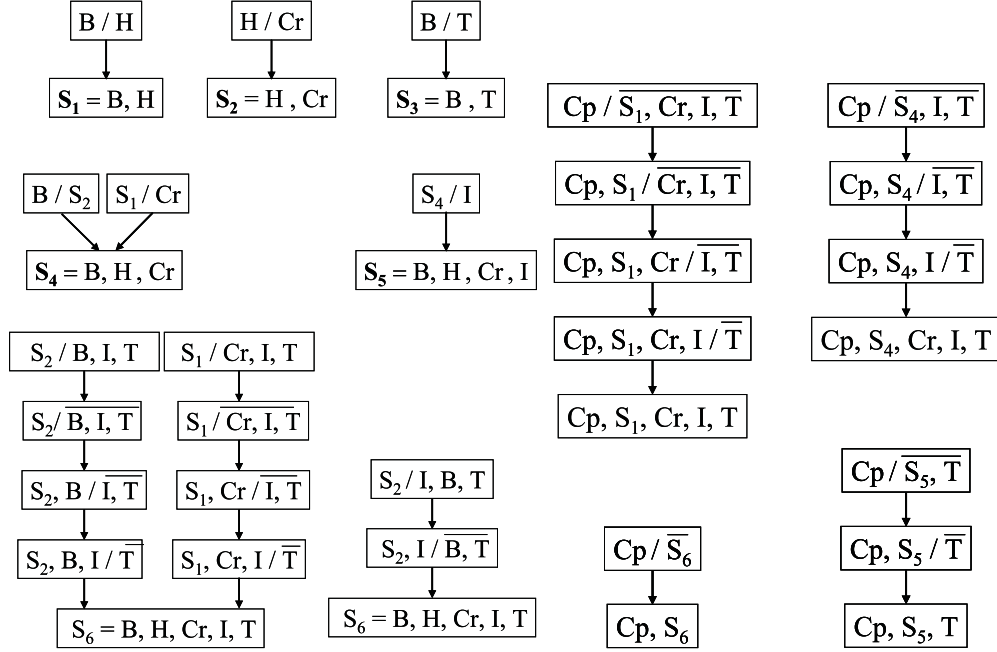 B / H
H / Cr
B / T
S₁ = B, H
S₂ = H , Cr
S₃ = B , T
Cp / S̅₁̅,̅ ̅C̅r̅,̅ ̅I̅,̅ ̅T̅
Cp / S̅₄̅,̅ ̅I̅,̅ ̅T̅
B / S₂
S₁ / Cr
S₄ / I
Cp, S₁ / C̅r̅,̅ ̅I̅,̅ ̅T̅
Cp, S₄ / I̅,̅ ̅T̅
S₄ = B, H , Cr
S₅ = B, H , Cr , I
Cp, S₁, Cr / I̅,̅ ̅T̅
Cp, S₄, I / T̅
S₂ / B, I, T
S₁ / Cr, I, T
Cp, S₁, Cr, I / T̅
Cp, S₄, Cr, I, T
S₂/ B̅,̅ ̅I̅,̅ ̅T̅
S₁ / C̅r̅,̅ ̅I̅,̅ ̅T̅
Cp, S₁, Cr, I, T
S₂, B / I̅,̅ ̅T̅
S₁, Cr / I̅,̅ ̅T̅
S₂ / I, B, T
Cp / S̅₅̅,̅ ̅T̅
S₂, B, I / T̅
S₁, Cr, I / T̅
S₂, I / B̅,̅ ̅T̅
Cp / S̅₆
Cp, S₅ / T̅
S₆ = B, H, Cr, I, T
S₆ = B, H, Cr, I, T
Cp, S₆
Cp, S₅, T